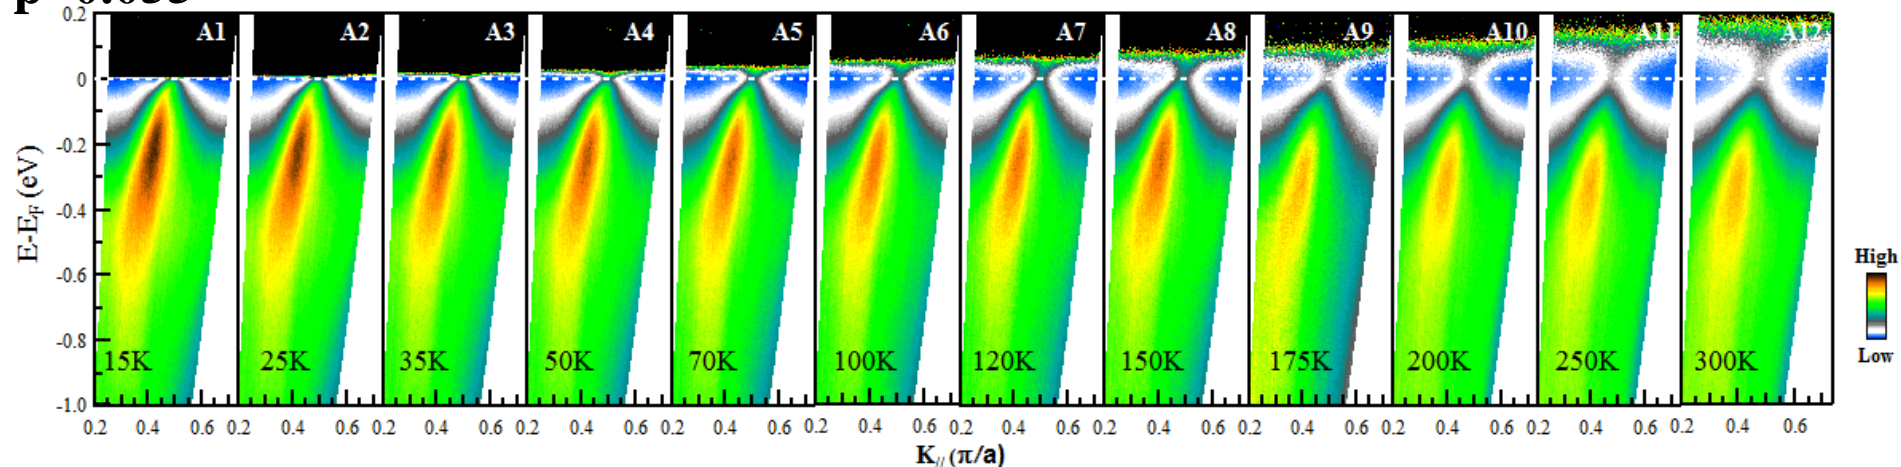 A1 A2 A3 A4 A5 A6 A7 A8 A9 A10 A11 A12
0.2
0
-0.2
-0.4
-0.6
-0.8
-1.0
E-E_F (eV)
15K 25K 35K 50K 70K 100K 120K 150K 175K 200K 250K 300K
0.2 0.4 0.6 0.2 0.4 0.6 0.2 0.4 0.6 0.2 0.4 0.6 0.2 0.4 0.6 0.2 0.4 0.6 0.2 0.4 0.6 0.2 0.4 0.6 0.2 0.4 0.6 0.2 0.4 0.6 0.2 0.4 0.6 0.2 0.4 0.6
K// (π/a)
High
Low